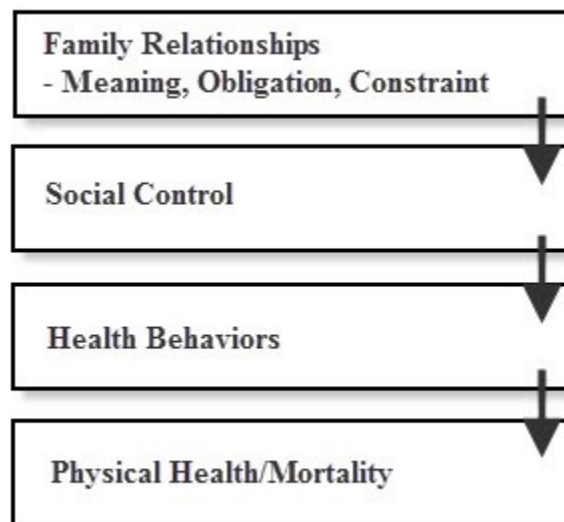 Family Relationships
- Meaning, Obligation, Constraint
Social Control
Health Behaviors
Physical Health/Mortality